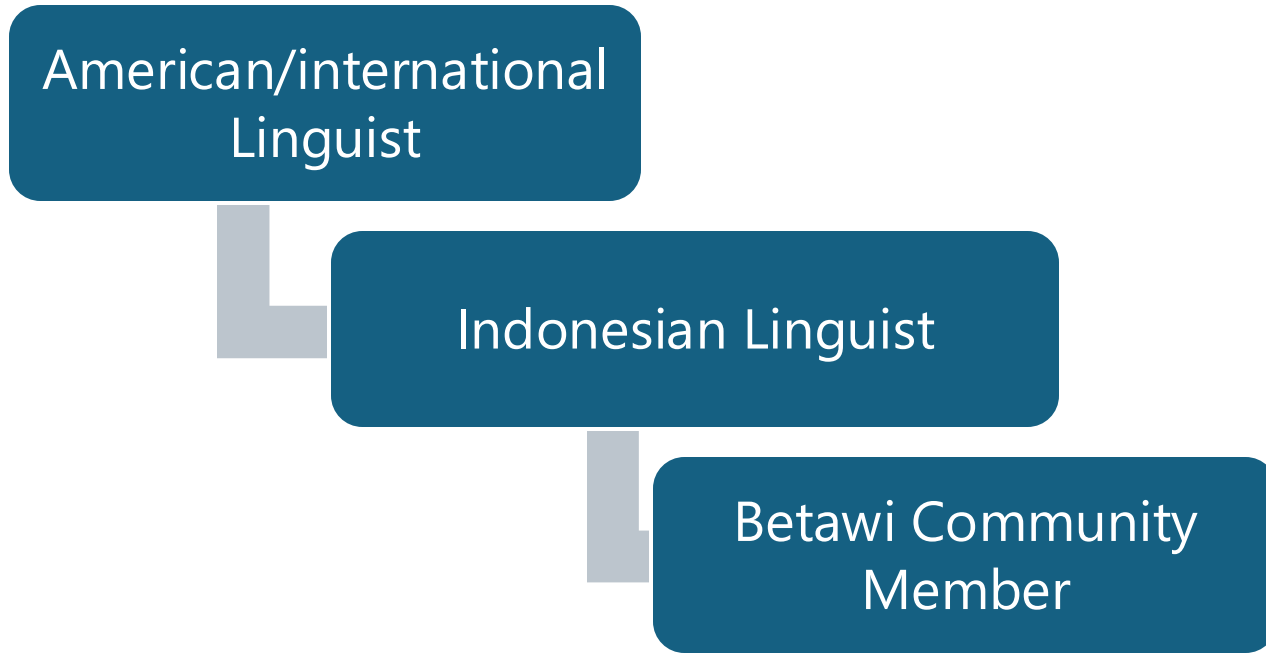 American/international
Linguist
Indonesian Linguist
Betawi Community
Member